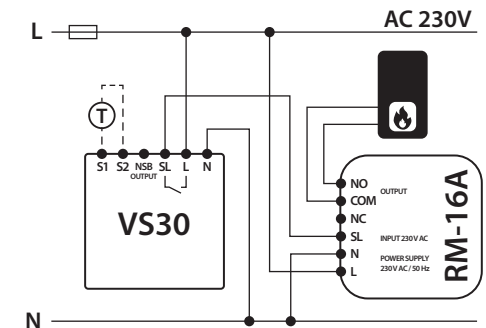 AC 230V
L
T
S1 S2 NSB OUTPUT SL L N
VS30
NO
COM
NC
SL
N
L
OUTPUT
INPUT 230V AC
POWER SUPPLY
230V AC / 50 Hz
RM-16A
N